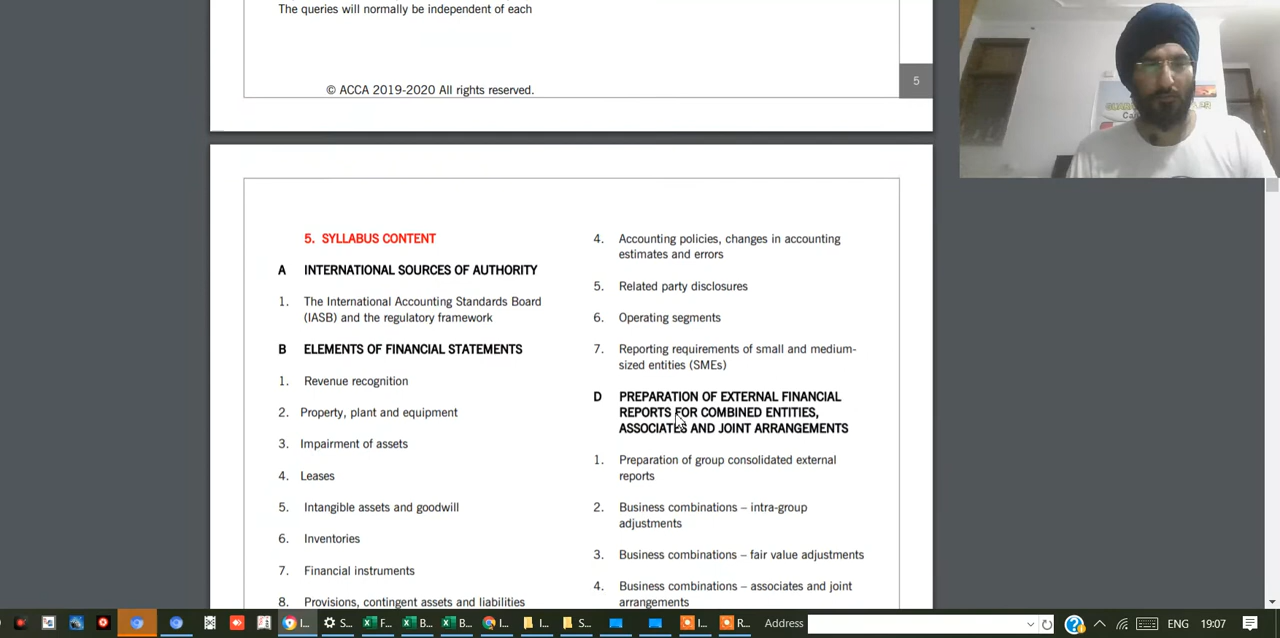 The queries will normally be independent of each
© ACCA 2019-2020 All rights reserved.
5
5. SYLLABUS CONTENT
A INTERNATIONAL SOURCES OF AUTHORITY
1. The International Accounting Standards Board
(IASB) and the regulatory framework
B ELEMENTS OF FINANCIAL STATEMENTS
1. Revenue recognition
2. Property, plant and equipment
3. Impairment of assets
4. Leases
5. Intangible assets and goodwill
6. Inventories
7. Financial instruments
8. Provisions, contingent assets and liabilities
4. Accounting policies, changes in accounting
estimates and errors
5. Related party disclosures
6. Operating segments
7. Reporting requirements of small and medium-
sized entities (SMEs)
D PREPARATION OF EXTERNAL FINANCIAL
REPORTS FOR COMBINED ENTITIES,
ASSOCIATES AND JOINT ARRANGEMENTS
1. Preparation of group consolidated external
reports
2. Business combinations – intra-group
adjustments
3. Business combinations – fair value adjustments
4. Business combinations – associates and joint
arrangements
I... S... F... B... B... I... I... S... I... R... Address ENG 19:07